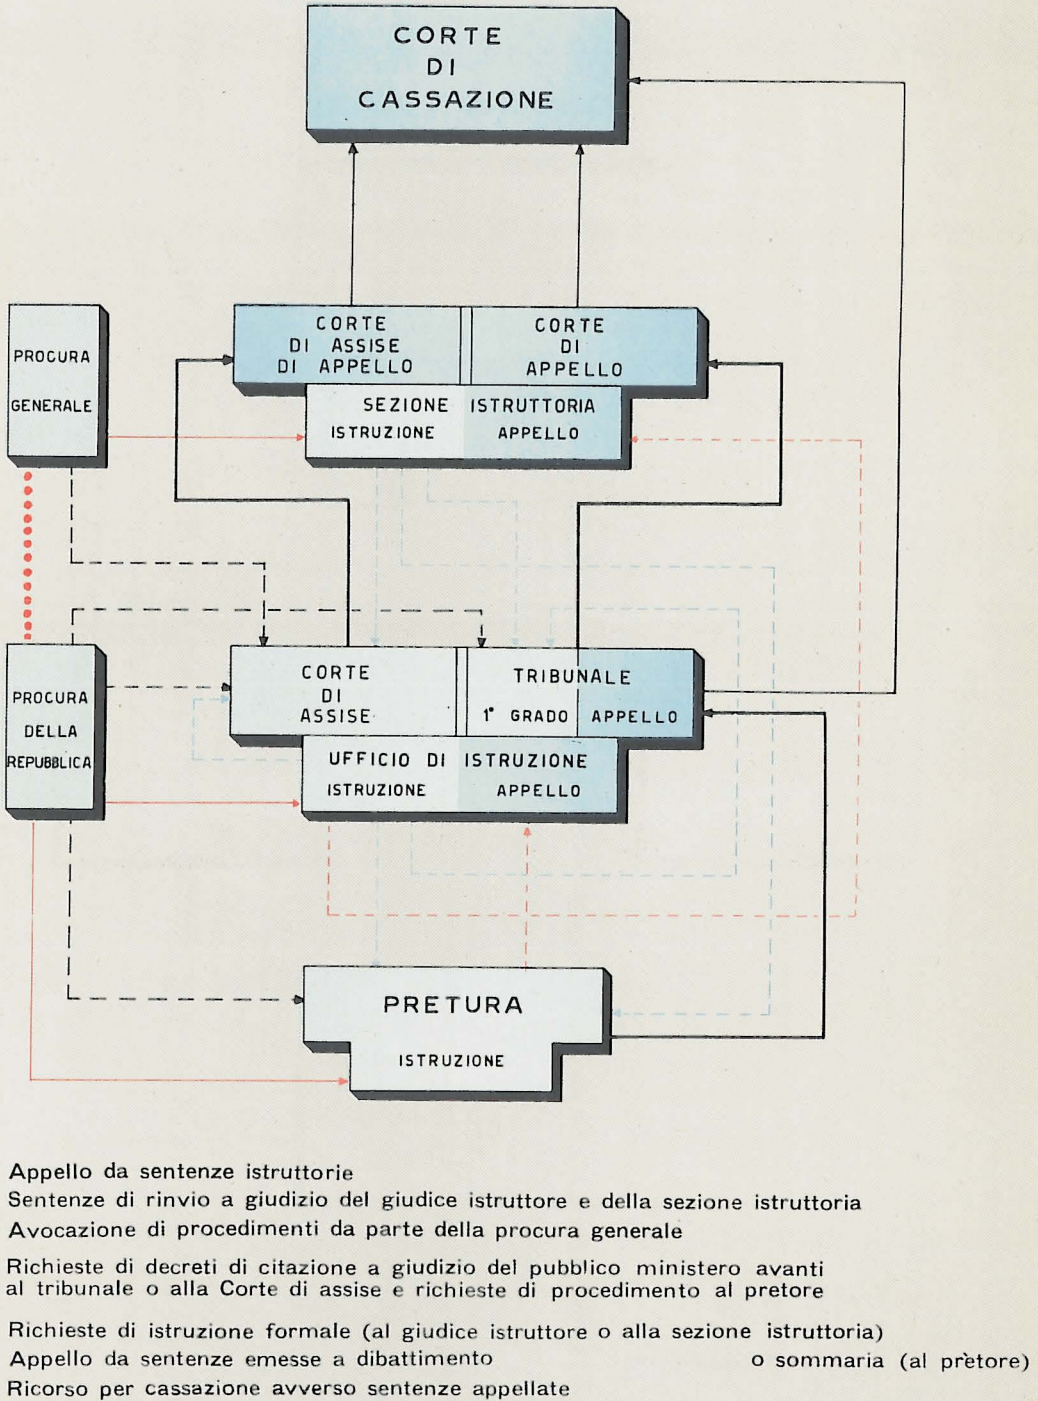 CORTE
DI
CASSAZIONE
PROCURA
GENERALE
CORTE
DI ASSISE
DI APPELLO
CORTE
DI
APPELLO
SEZIONE ISTRUTTORIA
ISTRUZIONE APPELLO
PROCURA
DELLA
REPUBBLICA
CORTE
DI
ASSISE
TRIBUNALE
1° GRADO APPELLO
UFFICIO DI ISTRUZIONE
ISTRUZIONE APPELLO
PRETURA
ISTRUZIONE
Appello da sentenze istruttorie
Sentenze di rinvio a giudizio del giudice istruttore e della sezione istruttoria
Avocazione di procedimenti da parte della procura generale
Richieste di decreti di citazione a giudizio del pubblico ministero avanti
al tribunale o alla Corte di assise e richieste di procedimento al pretore
Richieste di istruzione formale (al giudice istruttore o alla sezione istruttoria)
Appello da sentenze emesse a dibattimento o sommaria (al pretore)
Ricorso per cassazione avverso sentenze appellate